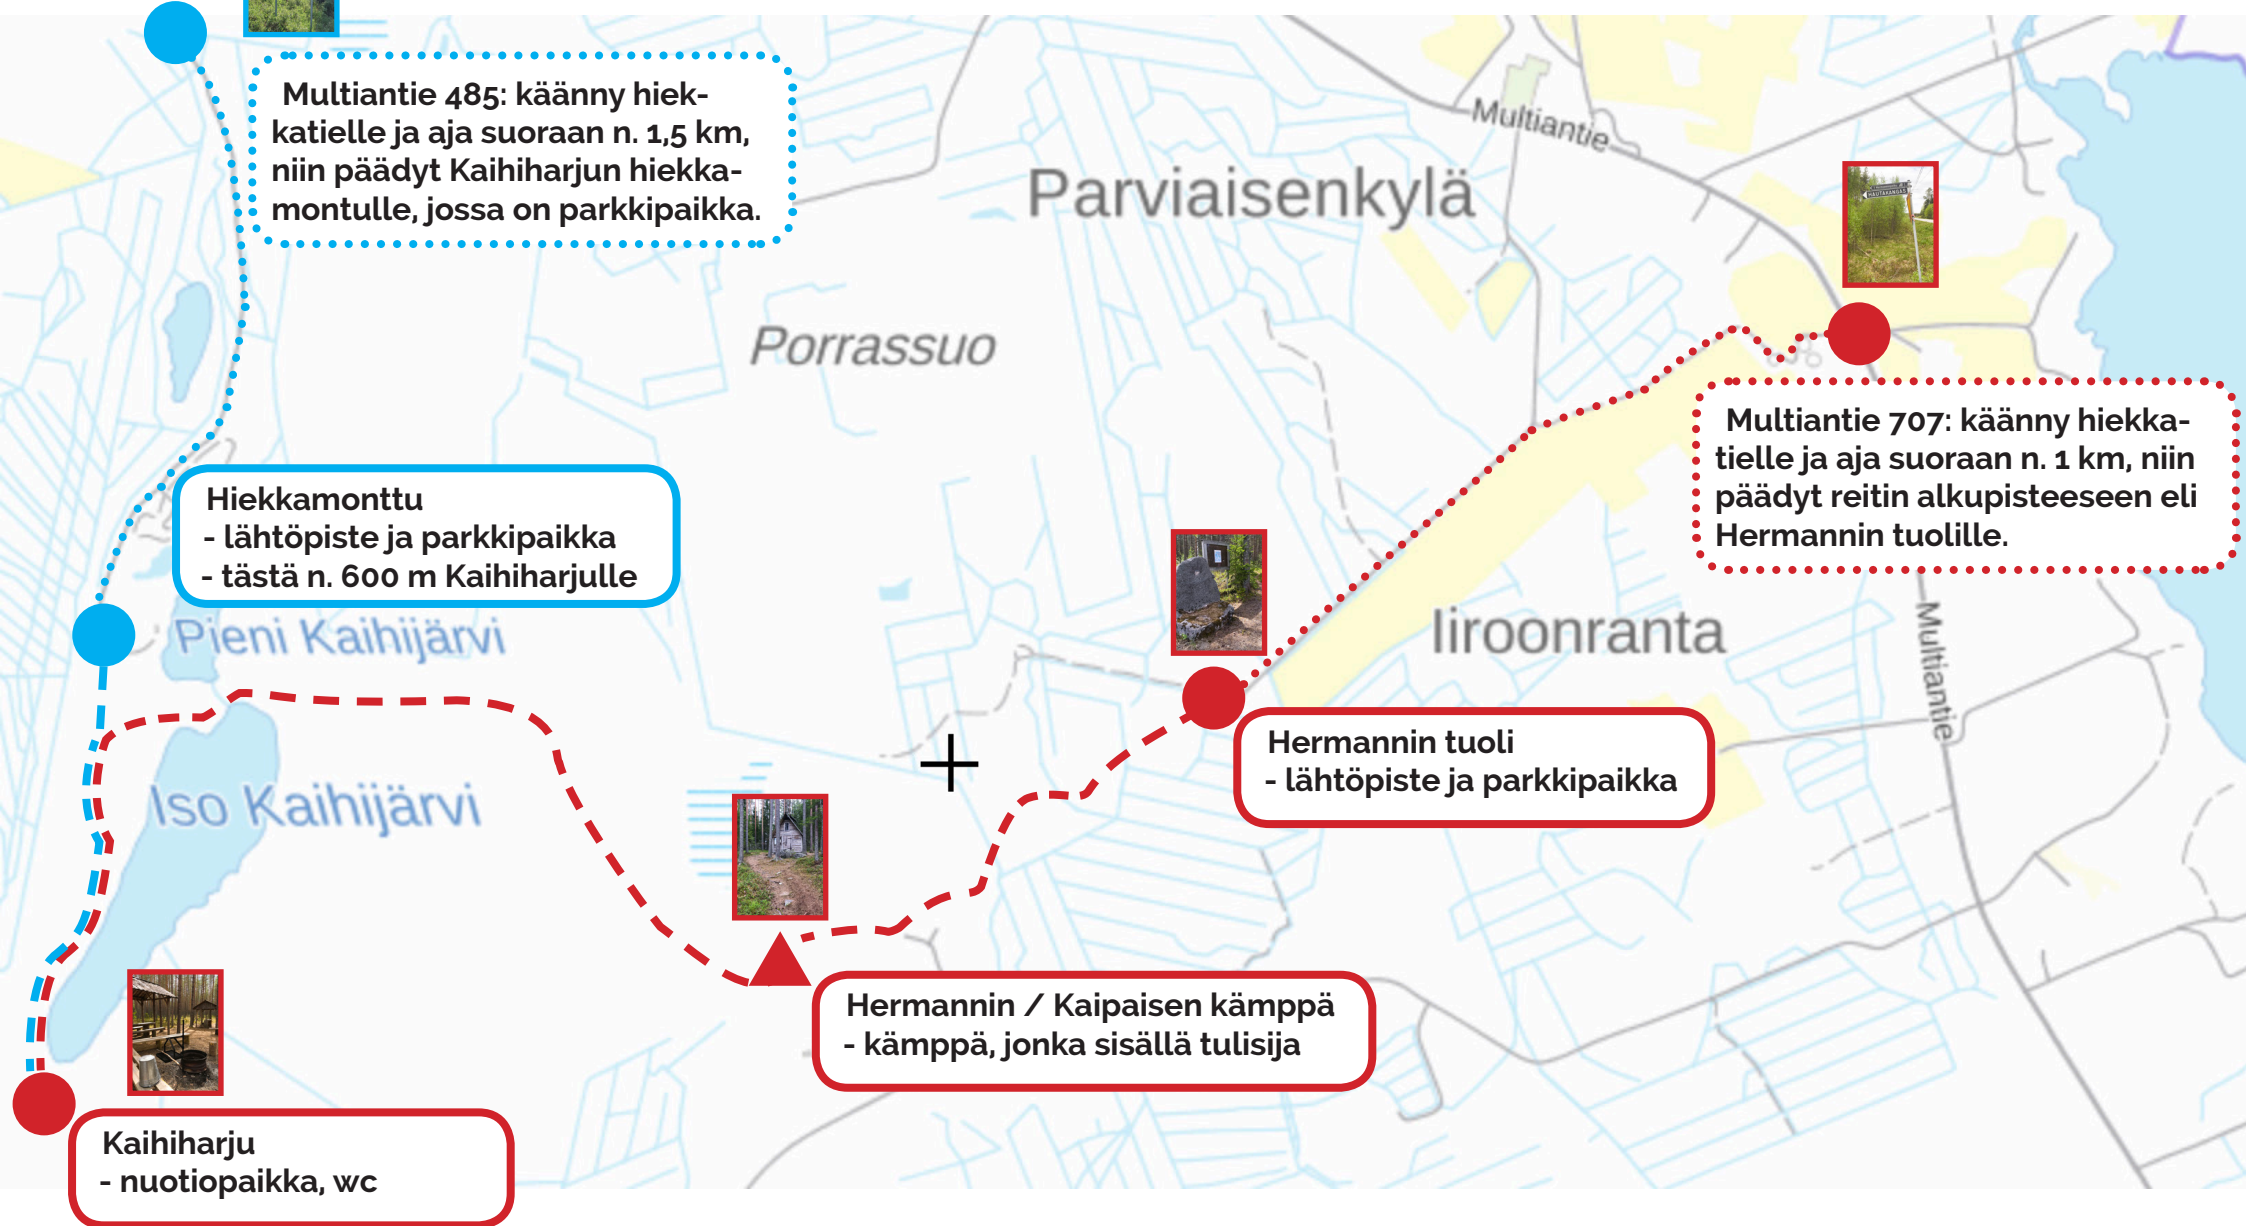 Multiantie 485: käänny hiek-
katielle ja aja suoraan n. 1,5 km,
niin päädyt Kaihiharjun hiekka-
montulle, jossa on parkkipaikka.
Multiantie
Parviaisenkylä
HAUTAKANGAS
Porrassuo
Multiantie 707: käänny hiekka-
tielle ja aja suoraan n. 1 km, niin
päädyt reitin alkupisteeseen eli
Hermannin tuolille.
Hiekkamonttu
- lähtöpiste ja parkkipaikka
- tästä n. 600 m Kaihiharjulle
Pieni Kaihijärvi
Iiroonranta
Multiantie
Hermannin tuoli
- lähtöpiste ja parkkipaikka
Iso Kaihijärvi
Hermannin / Kaipaisen kämppä
- kämppä, jonka sisällä tulisija
Kaihiharju
- nuotiopaikka, wc